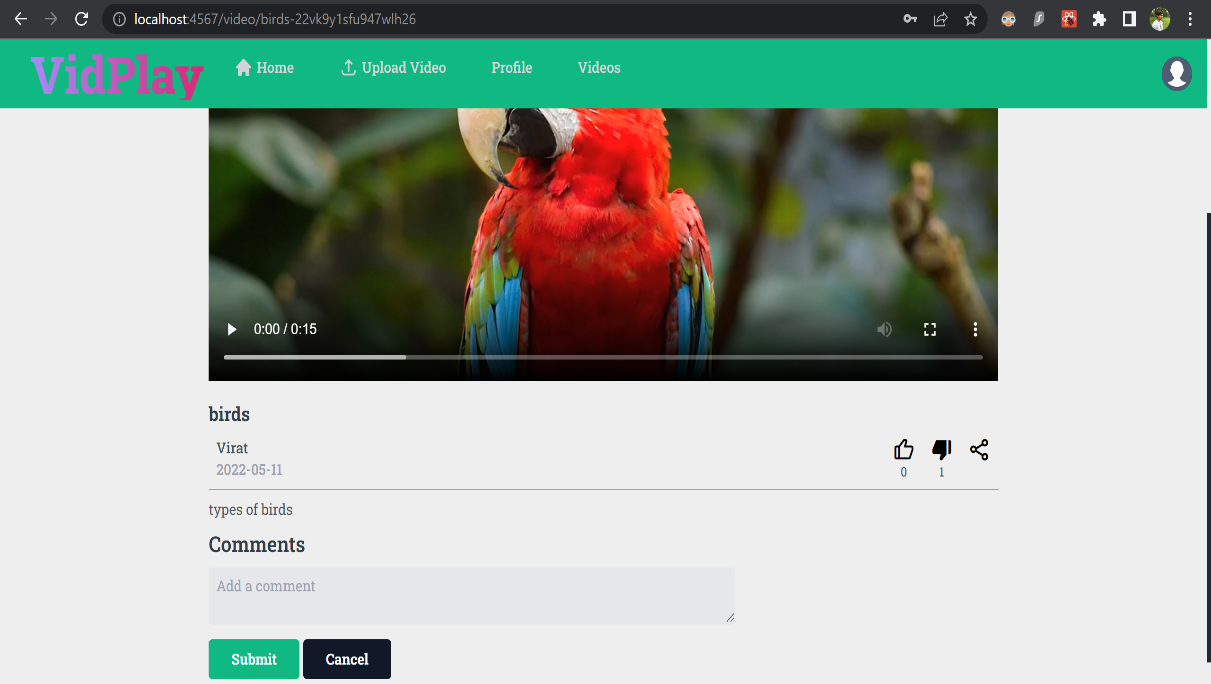 localhost:4567/video/birds-22vk9y1sfu947wlh26
VidPlay
Home
Upload Video
Profile
Videos
0:00 / 0:15
birds
Virat
2022-05-11
0
1
types of birds
Comments
Add a comment
Submit
Cancel